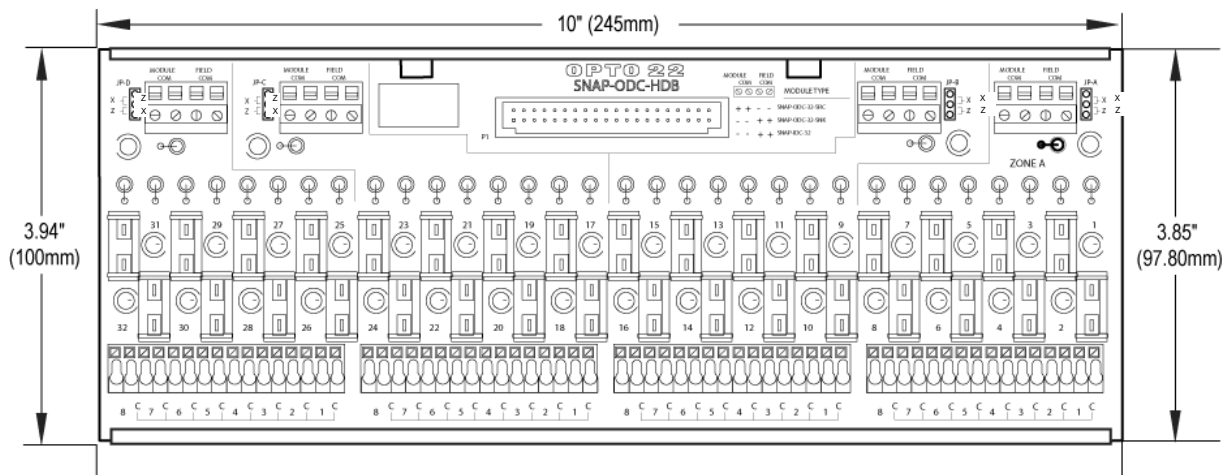 10" (245mm)
OPTO 22
SNAP-ODC-HDB
P1
MODULE FIELD
COM COM
MODULE TYPE
+ + - - SNAP-ODC-32-SRC
- - + + SNAP-ODC-32-SNK
- - + + SNAP-IDC-32
JP-D
X
Z
Z
X
MODULE FIELD
COM COM
JP-C
X
Z
Z
X
MODULE FIELD
COM COM
MODULE FIELD
COM COM
JP-B
X
Z
X
Z
MODULE FIELD
COM COM
JP-A
X
Z
X
Z
ZONE A
3.94"
(100mm)
3.85"
(97.80mm)
31 29 27 25 23 21 19 17 15 13 11 9 7 5 3 1
32 30 28 26 24 22 20 18 16 14 12 10 8 6 4 2
8 C 7 C 6 C 5 C 4 C 3 C 2 C 1 C
8 C 7 C 6 C 5 C 4 C 3 C 2 C 1 C
8 C 7 C 6 C 5 C 4 C 3 C 2 C 1 C
8 C 7 C 6 C 5 C 4 C 3 C 2 C 1 C